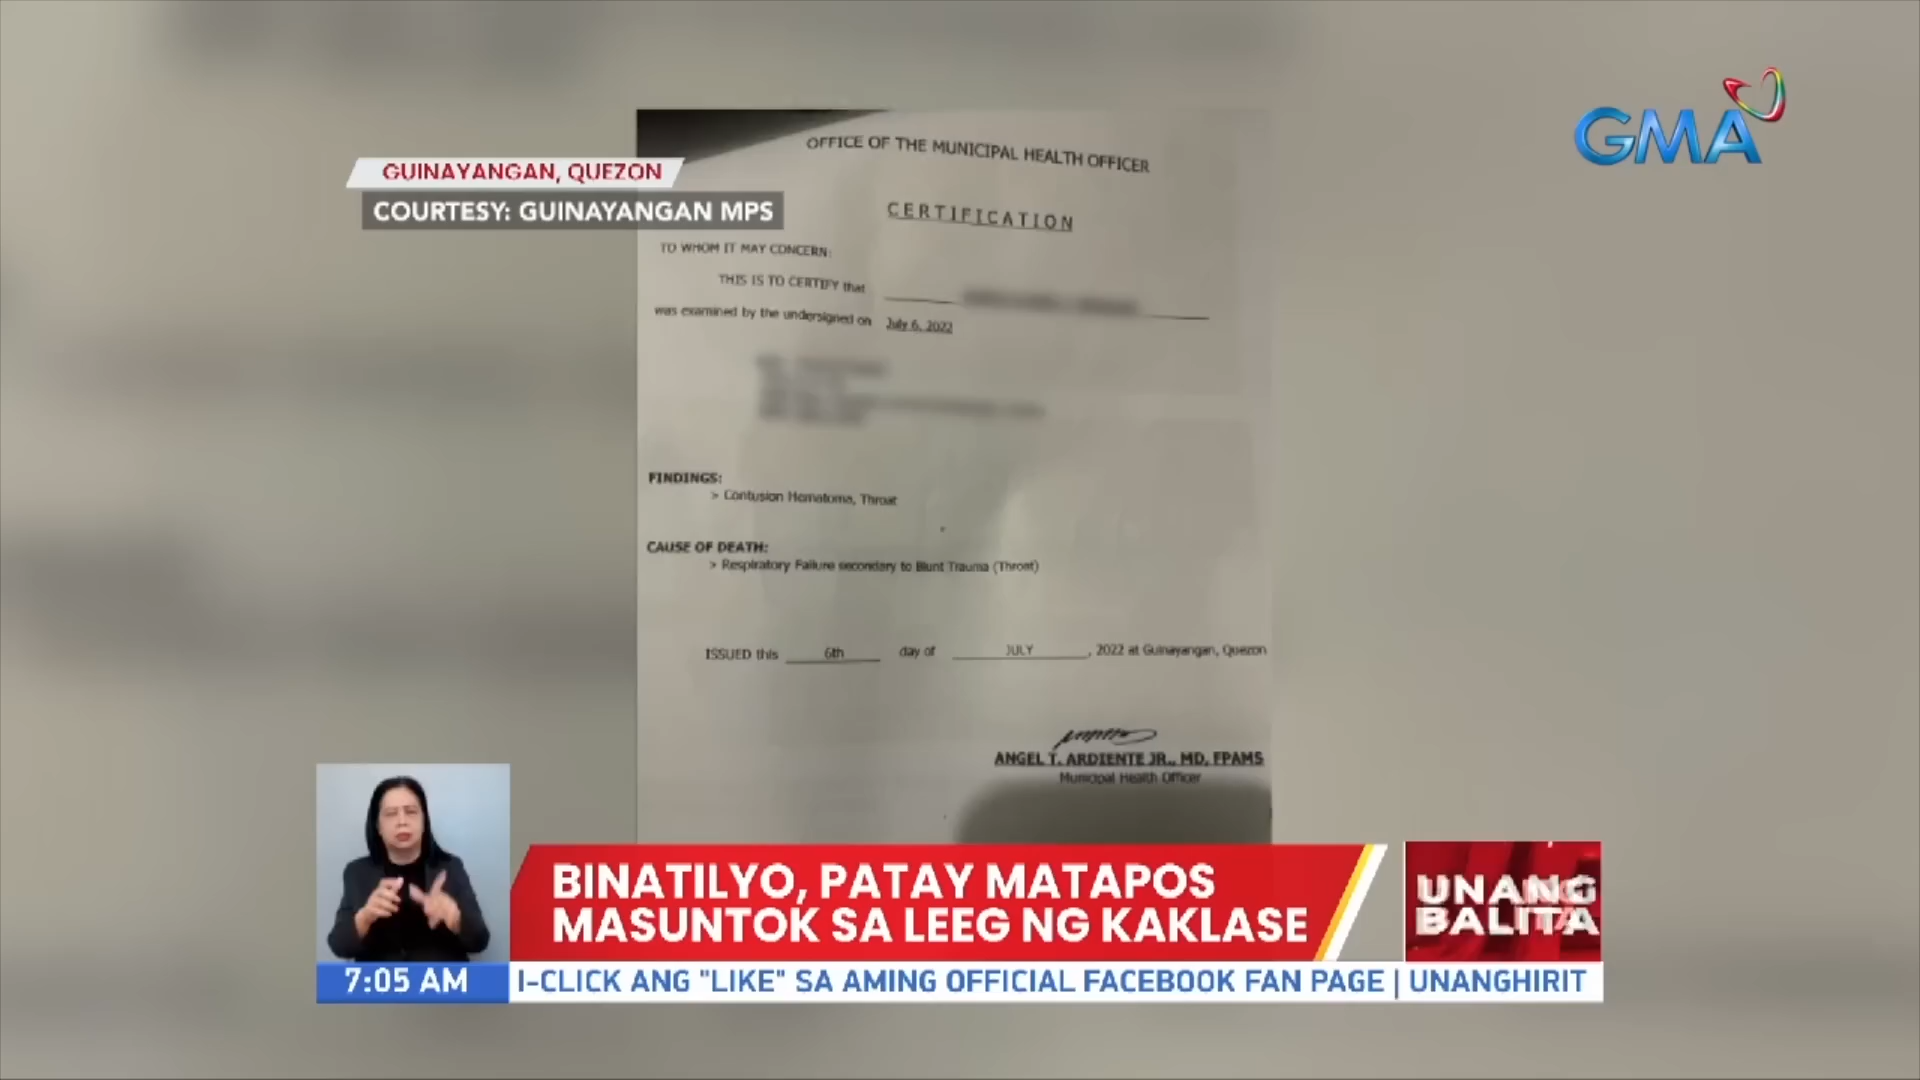 GMA
GUINAYANGAN, QUEZON
COURTESY: GUINAYANGAN MPS
OFFICE OF THE MUNICIPAL HEALTH OFFICER
CERTIFICATION
TO WHOM IT MAY CONCERN:
THIS IS TO CERTIFY that
was examined by the undersigned on July 6, 2022
FINDINGS:
> Contusion Hematoma, Throat
CAUSE OF DEATH:
> Respiratory Failure secondary to Blunt Trauma (Throat)
ISSUED this 6th day of JULY, 2022 at Guinayangan, Quezon
ANGEL T. ARDIENTE JR., MD, FPAMS
Municipal Health Officer
BINATILYO, PATAY MATAPOS
MASUNTOK SA LEEG NG KAKLASE
UNANG
BALITA
7:05 AM
I-CLICK ANG "LIKE" SA AMING OFFICIAL FACEBOOK FAN PAGE | UNANGHIRIT